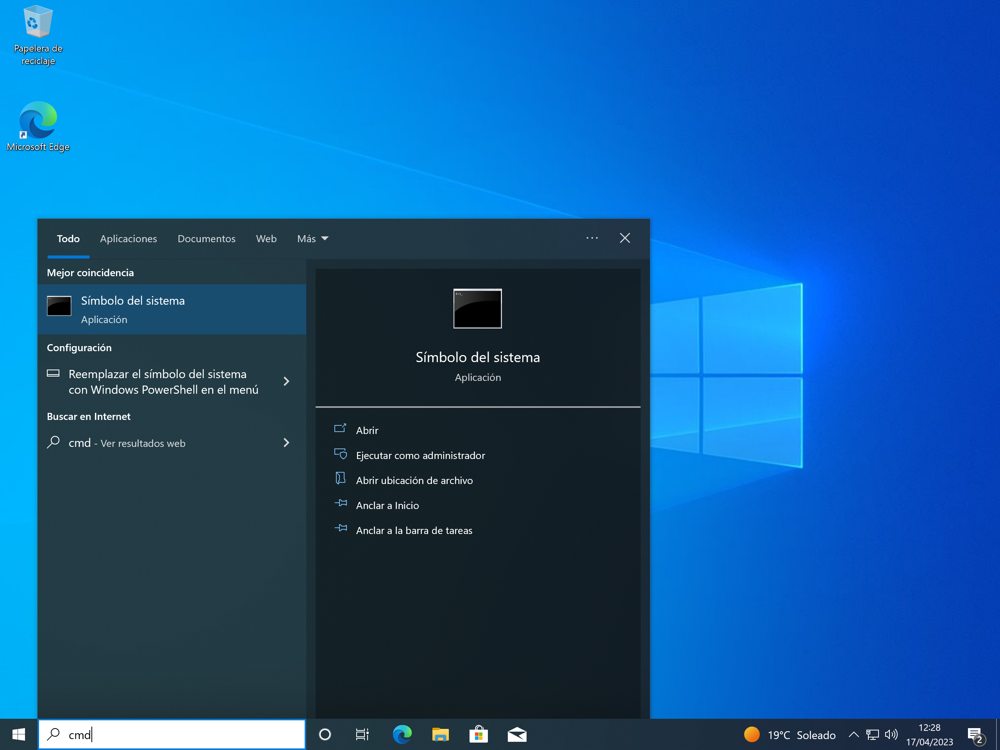 Papelera de
reciclaje
Microsoft Edge
Todo Aplicaciones Documentos Web Más
Mejor coincidencia
Símbolo del sistema
Aplicación
Configuración
Reemplazar el símbolo del sistema
con Windows PowerShell en el menú
Buscar en Internet
cmd - Ver resultados web
Símbolo del sistema
Aplicación
Abrir
Ejecutar como administrador
Abrir ubicación de archivo
Anclar a Inicio
Anclar a la barra de tareas
cmd
19°C Soleado
12:28
17/04/2023
2